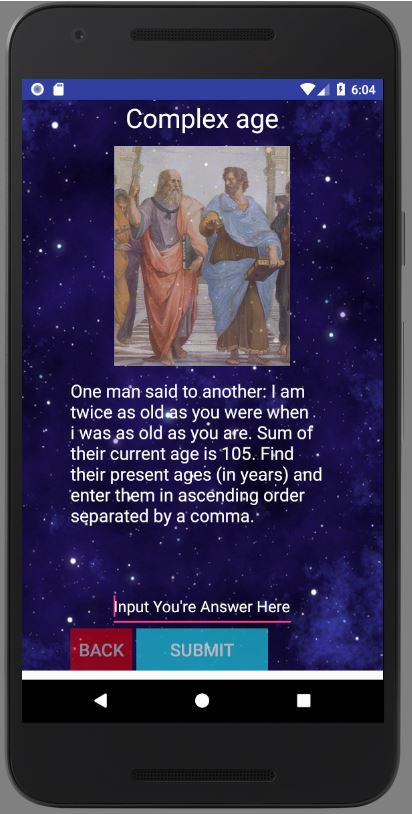 6:04
Complex age
One man said to another: I am
twice as old as you were when
i was as old as you are. Sum of
their current age is 105. Find
their present ages (in years) and
enter them in ascending order
separated by a comma.
Input You're Answer Here
BACK SUBMIT